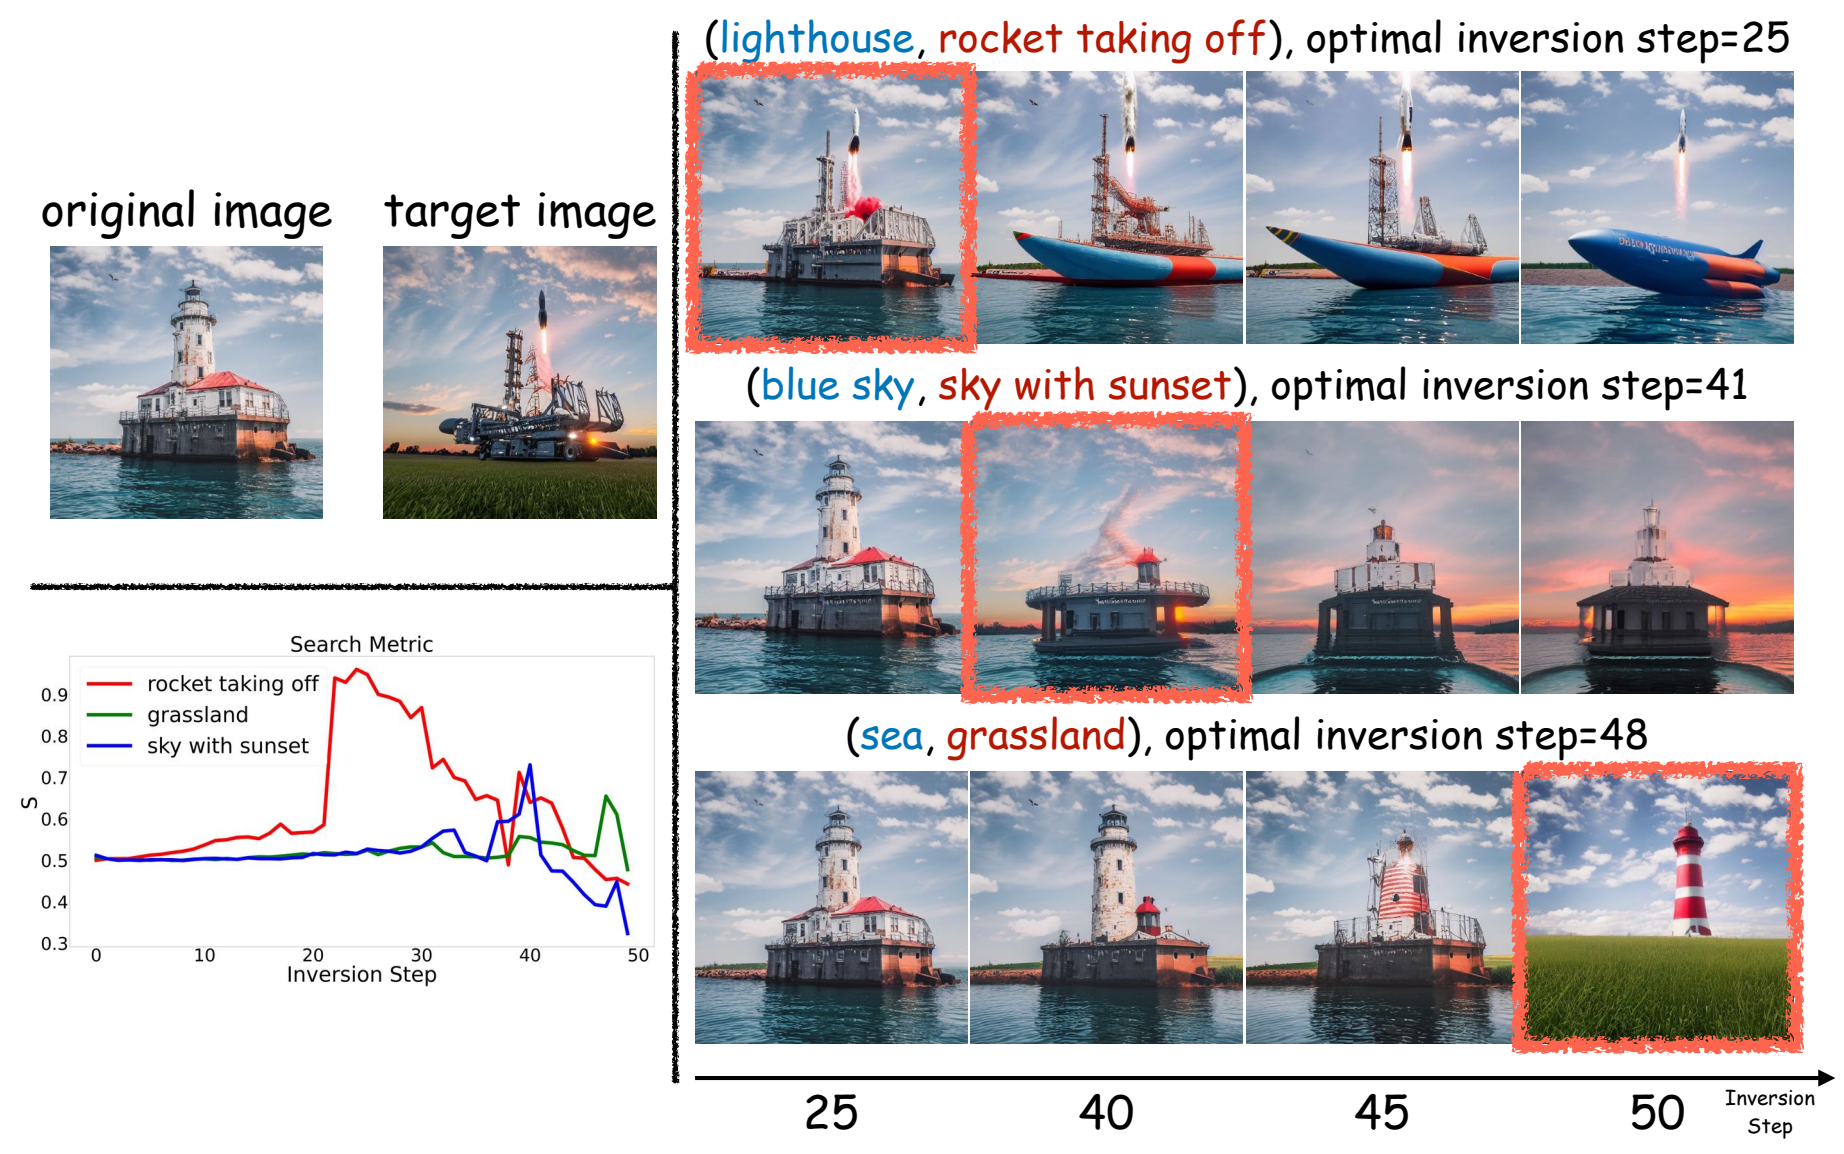 original image
target image
Search Metric
rocket taking off
grassland
sky with sunset
0.9
0.8
0.7
0.6
0.5
0.4
0.3
S
0 10 20 30 40 50
Inversion Step
(lighthouse, rocket taking off), optimal inversion step=25
(blue sky, sky with sunset), optimal inversion step=41
(sea, grassland), optimal inversion step=48
25 40 45 50
Inversion
Step